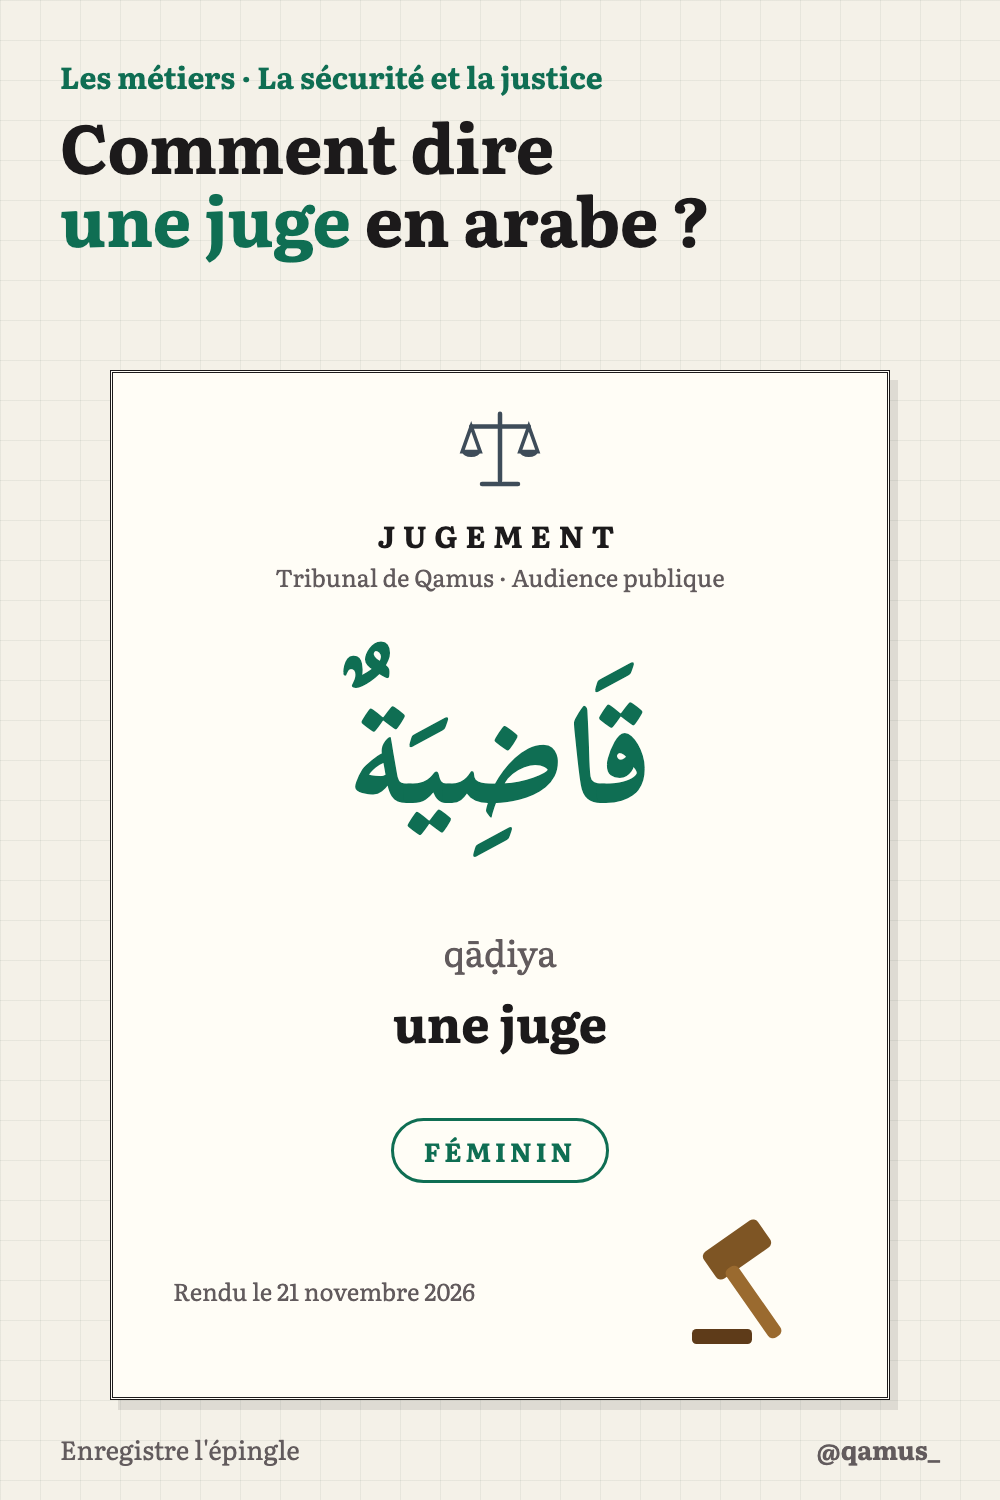 Les métiers · La sécurité et la justice
Comment dire
une juge en arabe ?
JUGEMENT
Tribunal de Qamus · Audience publique
قَاضِيَةٌ
qāḍiya
une juge
FÉMININ
Rendu le 21 novembre 2026
Enregistre l'épingle
@qamus_